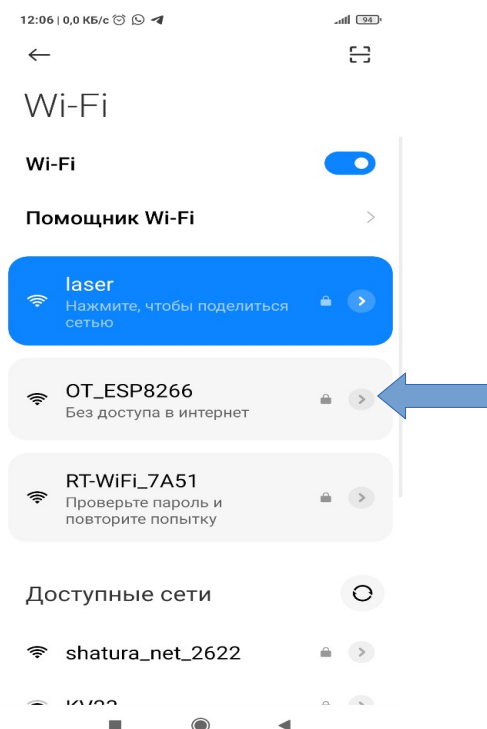 12:06 | 0,0 КБ/с
94
Wi-Fi
Wi-Fi
Помощник Wi-Fi
laser
Нажмите, чтобы поделиться
сетью
OT_ESP8266
Без доступа в интернет
RT-WiFi_7A51
Проверьте пароль и
повторите попытку
Доступные сети
shatura_net_2622